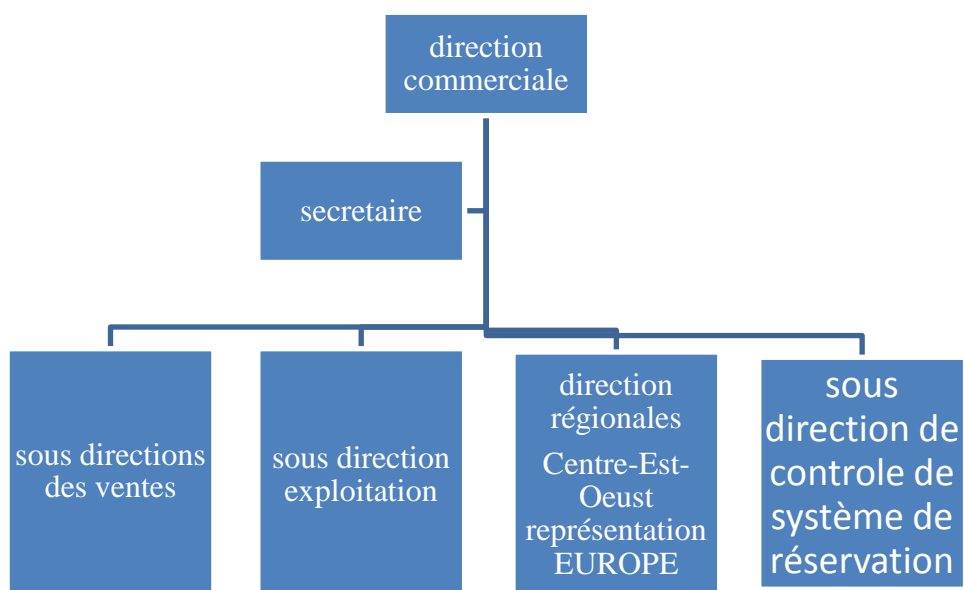 direction
commerciale
secretaire
sous directions
des ventes
sous direction
exploitation
direction
régionales
Centre-Est-
Oeust
représentation
EUROPE
sous
direction de
controle de
système de
réservation